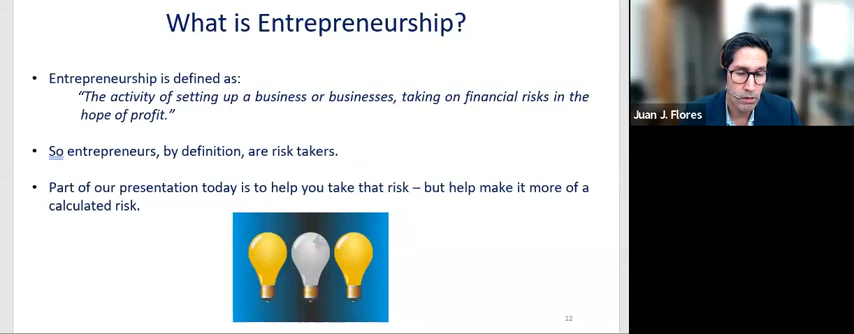 What is Entrepreneurship?
• Entrepreneurship is defined as:
“The activity of setting up a business or businesses, taking on financial risks in the
hope of profit.”
• So entrepreneurs, by definition, are risk takers.
• Part of our presentation today is to help you take that risk – but help make it more of a
calculated risk.
12
Juan J. Flores